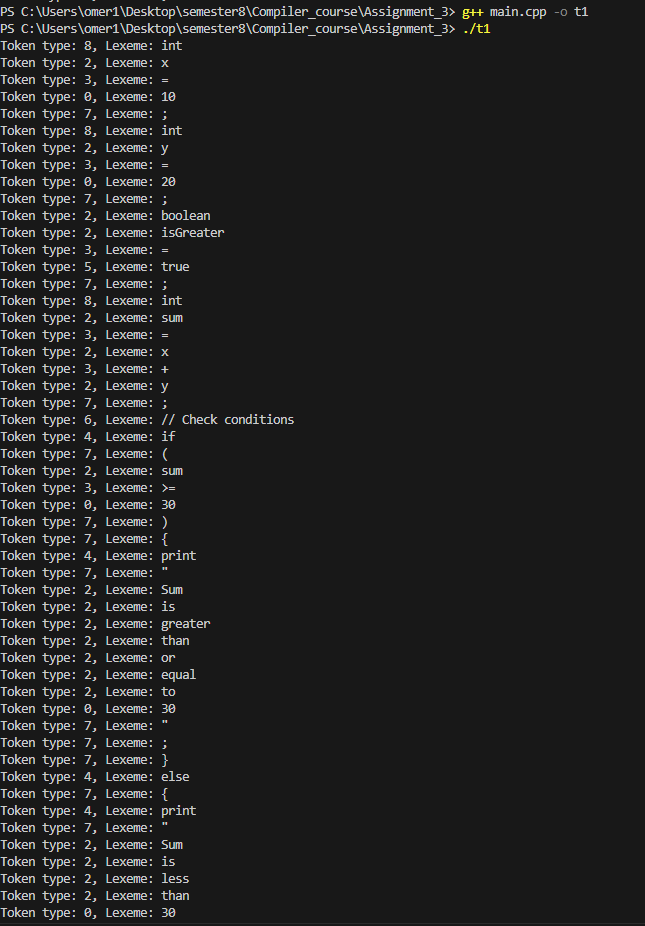 PS C:\Users\omer1\Desktop\semester8\Compiler_course\Assignment_3> g++ main.cpp -o t1
PS C:\Users\omer1\Desktop\semester8\Compiler_course\Assignment_3> ./t1
Token type: 8, Lexeme: int
Token type: 2, Lexeme: x
Token type: 3, Lexeme: =
Token type: 0, Lexeme: 10
Token type: 7, Lexeme: ;
Token type: 8, Lexeme: int
Token type: 2, Lexeme: y
Token type: 3, Lexeme: =
Token type: 0, Lexeme: 20
Token type: 7, Lexeme: ;
Token type: 2, Lexeme: boolean
Token type: 2, Lexeme: isGreater
Token type: 3, Lexeme: =
Token type: 5, Lexeme: true
Token type: 7, Lexeme: ;
Token type: 8, Lexeme: int
Token type: 2, Lexeme: sum
Token type: 3, Lexeme: =
Token type: 2, Lexeme: x
Token type: 3, Lexeme: +
Token type: 2, Lexeme: y
Token type: 7, Lexeme: ;
Token type: 6, Lexeme: // Check conditions
Token type: 4, Lexeme: if
Token type: 7, Lexeme: (
Token type: 2, Lexeme: sum
Token type: 3, Lexeme: >=
Token type: 0, Lexeme: 30
Token type: 7, Lexeme: )
Token type: 7, Lexeme: {
Token type: 4, Lexeme: print
Token type: 7, Lexeme: "
Token type: 2, Lexeme: Sum
Token type: 2, Lexeme: is
Token type: 2, Lexeme: greater
Token type: 2, Lexeme: than
Token type: 2, Lexeme: or
Token type: 2, Lexeme: equal
Token type: 2, Lexeme: to
Token type: 0, Lexeme: 30
Token type: 7, Lexeme: "
Token type: 7, Lexeme: ;
Token type: 7, Lexeme: }
Token type: 4, Lexeme: else
Token type: 7, Lexeme: {
Token type: 4, Lexeme: print
Token type: 7, Lexeme: "
Token type: 2, Lexeme: Sum
Token type: 2, Lexeme: is
Token type: 2, Lexeme: less
Token type: 2, Lexeme: than
Token type: 0, Lexeme: 30